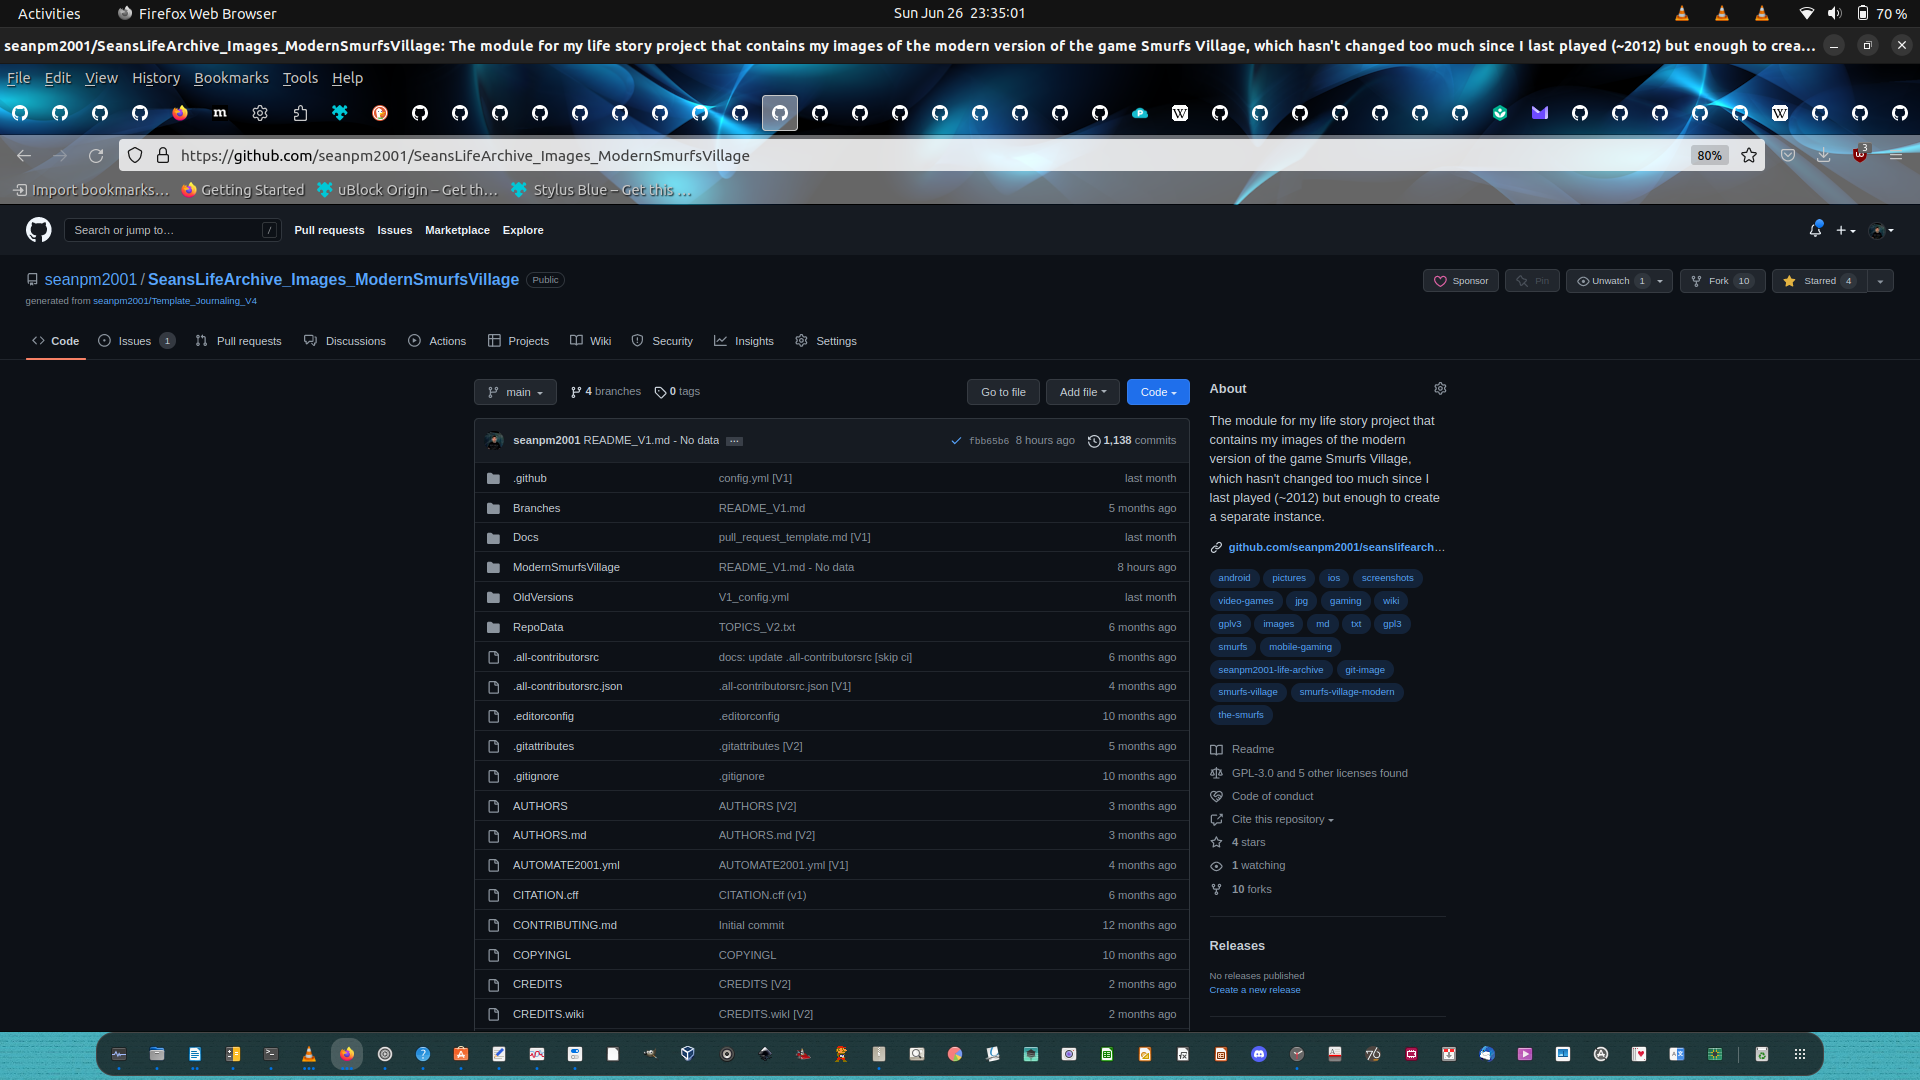 Activities Firefox Web Browser Sun Jun 26 23:35:01 70 %
seanpm2001/SeansLifeArchive_Images_ModernSmurfsVillage: The module for my life story project that contains my images of the modern version of the game Smurfs Village, which hasn't changed too much since I last played (~2012) but enough to crea…
File Edit View History Bookmarks Tools Help
https://github.com/seanpm2001/SeansLifeArchive_Images_ModernSmurfsVillage 80% 3
Import bookmarks… Getting Started uBlock Origin – Get th… Stylus Blue – Get this …
Search or jump to… / Pull requests Issues Marketplace Explore
seanpm2001 / SeansLifeArchive_Images_ModernSmurfsVillage Public Sponsor Pin Unwatch 1 Fork 10 Starred 4
generated from seanpm2001/Template_Journaling_V4
Code Issues 1 Pull requests Discussions Actions Projects Wiki Security Insights Settings
main 4 branches 0 tags Go to file Add file Code
seanpm2001 README_V1.md - No data ... fbb65b6 8 hours ago 1,138 commits
.github config.yml [V1] last month
Branches README_V1.md 5 months ago
Docs pull_request_template.md [V1] last month
ModernSmurfsVillage README_V1.md - No data 8 hours ago
OldVersions V1_config.yml last month
RepoData TOPICS_V2.txt 6 months ago
.all-contributorsrc docs: update .all-contributorsrc [skip ci] 6 months ago
.all-contributorsrc.json .all-contributorsrc.json [V1] 4 months ago
.editorconfig .editorconfig 10 months ago
.gitattributes .gitattributes [V2] 5 months ago
.gitignore .gitignore 10 months ago
AUTHORS AUTHORS [V2] 3 months ago
AUTHORS.md AUTHORS.md [V2] 3 months ago
AUTOMATE2001.yml AUTOMATE2001.yml [V1] 4 months ago
CITATION.cff CITATION.cff (v1) 6 months ago
CONTRIBUTING.md Initial commit 12 months ago
COPYINGL COPYINGL 10 months ago
CREDITS CREDITS [V2] 2 months ago
CREDITS.wiki CREDITS.wikI [V2] 2 months ago
About
The module for my life story project that
contains my images of the modern
version of the game Smurfs Village,
which hasn't changed too much since I
last played (~2012) but enough to create
a separate instance.
github.com/seanpm2001/seanslifearch…
android pictures ios screenshots
video-games jpg gaming wiki
gplv3 images md txt gpl3
smurfs mobile-gaming
seanpm2001-life-archive git-image
smurfs-village smurfs-village-modern
the-smurfs
Readme
GPL-3.0 and 5 other licenses found
Code of conduct
Cite this repository
4 stars
1 watching
10 forks
Releases
No releases published
Create a new release